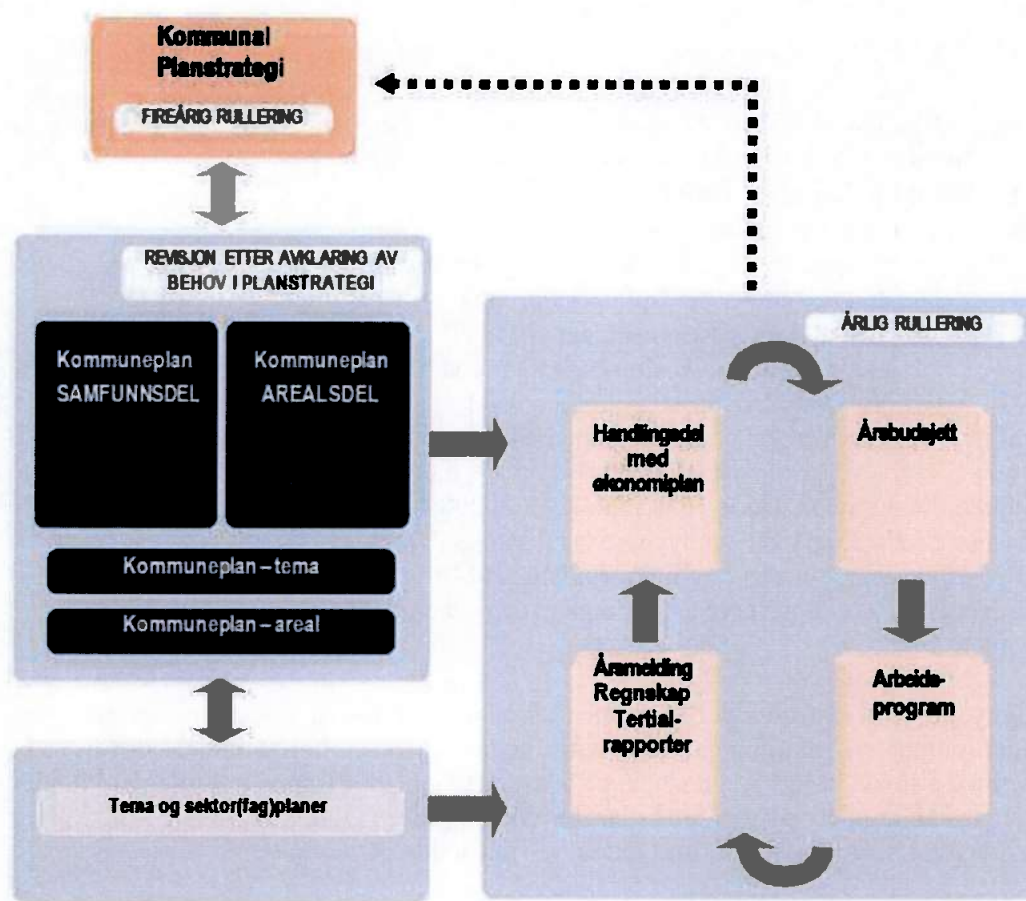 Kommunal
Planstrategi
FIREÅRIG RULLERING
REVISJON ETTER AVKLARING AV
BEHOV I PLANSTRATEGI
Kommuneplan
SAMFUNNSDEL
Kommuneplan
AREALSDEL
Kommuneplan – tema
Kommuneplan – areal
Tema og sektor(fag)planer
ÅRLIG RULLERING
Handlingsdel
med
økonomiplan
Årsbudsjett
Årsmelding
Regnskap
Tertial-
rapporter
Arbeids-
program